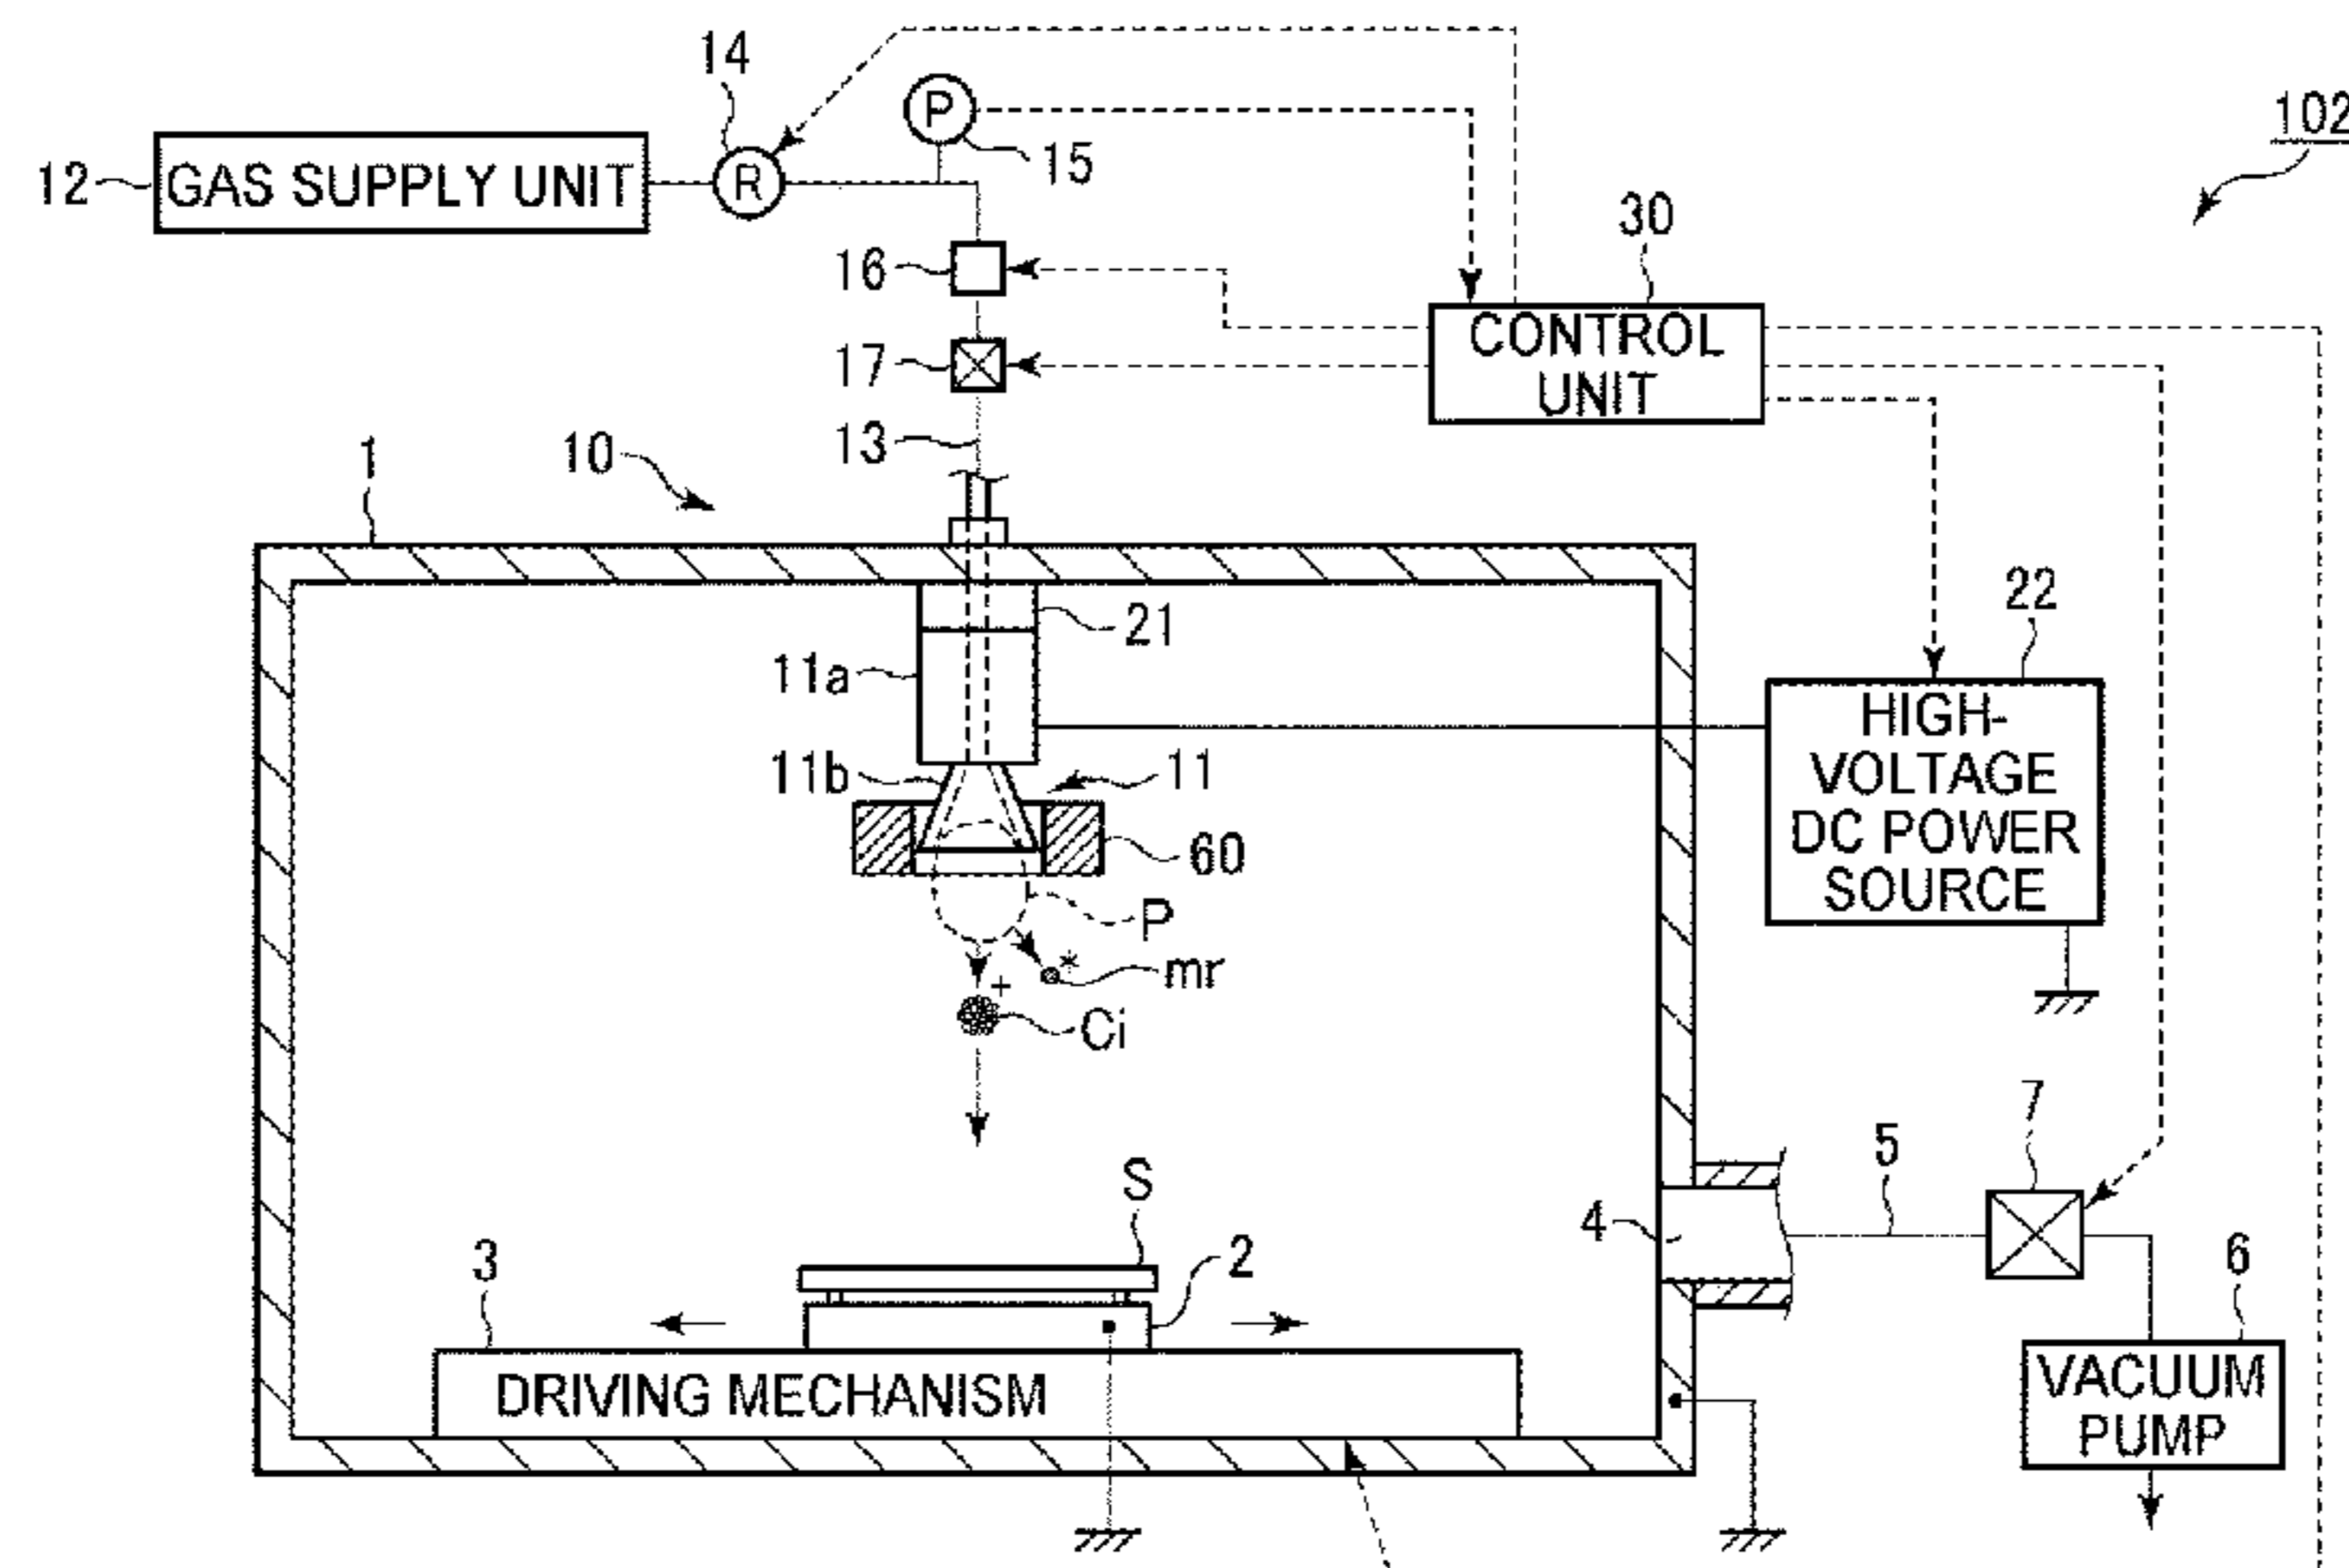 14
P
15
102
12
GAS SUPPLY UNIT
R
30
16
CONTROL
UNIT
17
13
10
1
21
22
11a
HIGH-
VOLTAGE
DC POWER
SOURCE
11b
11
60
P
*
mr
+
Ci
7
5
S
4
3
2
6
DRIVING MECHANISM
VACUUM
PUMP